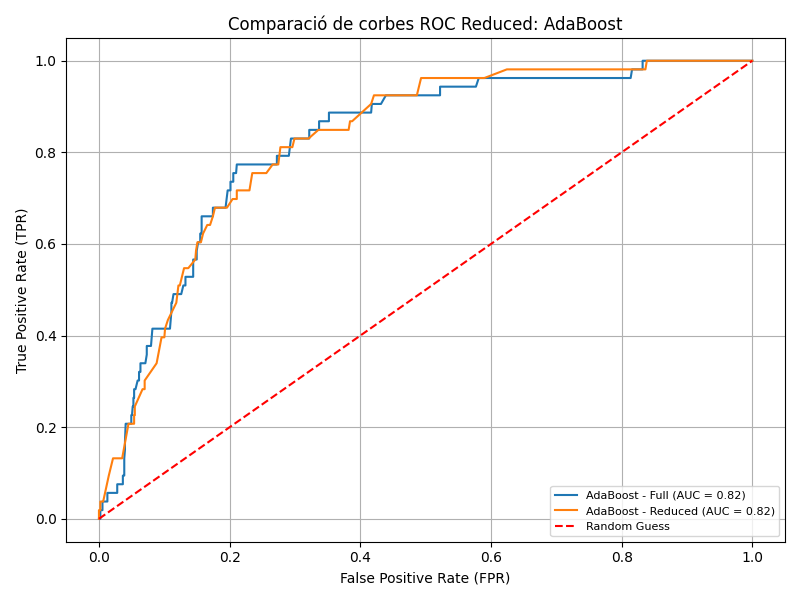 Comparació de corbes ROC Reduced: AdaBoost
True Positive Rate (TPR)
1.0
0.8
0.6
0.4
0.2
0.0
AdaBoost - Full (AUC = 0.82)
AdaBoost - Reduced (AUC = 0.82)
Random Guess
0.0 0.2 0.4 0.6 0.8 1.0
False Positive Rate (FPR)